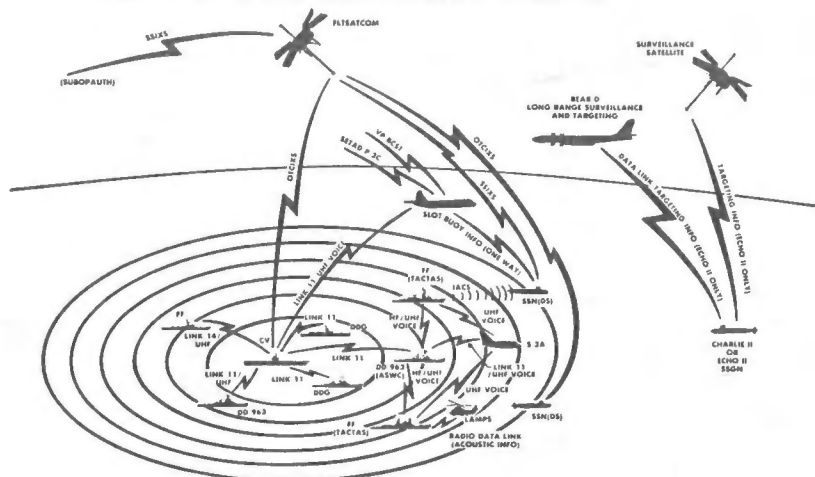 FLTSATCOM
SSIXS
(SUBOPAUTH)
SURVEILLANCE
SATELLITE
BEAR D
LONG RANGE SURVEILLANCE
AND TARGETING
OTCIXS
VP BCST
SETAD P 3C
OTCIXS
SSIXS
SLOT BUOY INFO (ONE WAY)
DATA LINK TARGETING INFO (ECHO II ONLY)
TARGETING INFO (ECHO II ONLY)
LINK 11 UHF VOICE
FF
(TACTAS)
IACS
SSN(DS)
FF
LINK 14/
UHF
CV
LINK 11
DDG
HF/UHF
VOICE
UHF
VOICE
S 3A
LINK 11
LINK 11
/UHF VOICE
CHARLIE II
OR
ECHO II
SSGN
LINK 11/
UHF
LINK 11
DDG
DD 963
(ASWC)
HF/UHF
VOICE
UHF VOICE
DD 963
FF
(TACTAS)
LAMPS
SSN(DS)
RADIO DATA LINK
(ACOUSTIC INFO)